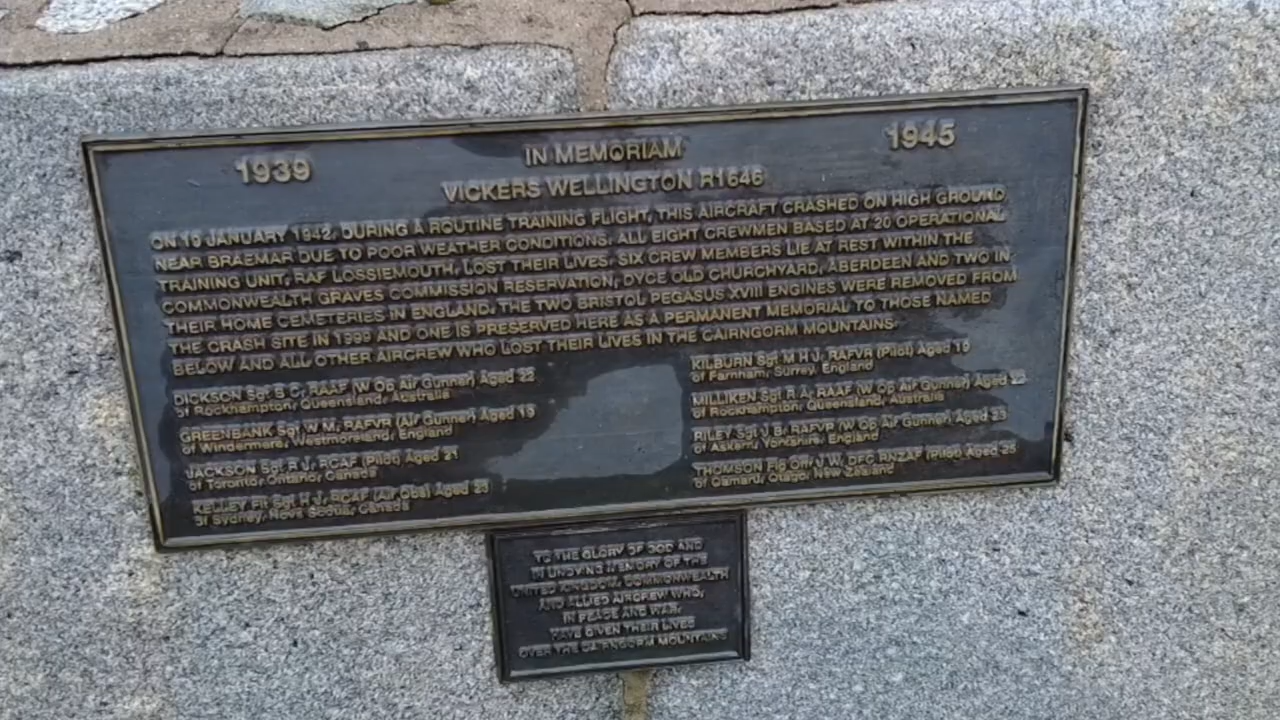 1939 IN MEMORIAM 1945
VICKERS WELLINGTON R1646
ON 19 JANUARY 1942, DURING A ROUTINE TRAINING FLIGHT, THIS AIRCRAFT CRASHED ON HIGH GROUND
NEAR BRAEMAR DUE TO POOR WEATHER CONDITIONS. ALL EIGHT CREWMEN BASED AT 20 OPERATIONAL
TRAINING UNIT, RAF LOSSIEMOUTH, LOST THEIR LIVES. SIX CREW MEMBERS LIE AT REST WITHIN THE
COMMONWEALTH GRAVES COMMISSION RESERVATION, DYCE OLD CHURCHYARD, ABERDEEN AND TWO IN
THEIR HOME CEMETERIES IN ENGLAND. THE TWO BRISTOL PEGASUS XVIII ENGINES WERE REMOVED FROM
THE CRASH SITE IN 1999 AND ONE IS PRESERVED HERE AS A PERMANENT MEMORIAL TO THOSE NAMED
BELOW AND ALL OTHER AIRCREW WHO LOST THEIR LIVES IN THE CAIRNGORM MOUNTAINS
DICKSON Sgt B C, RAAF (W Op Air Gunner) Aged 22
of Rockhampton, Queensland, Australia
GREENBANK Sgt W M, RAFVR (Air Gunner) Aged 19
of Windermere, Westmoreland, England
JACKSON Sgt R J, RCAF (Pilot) Aged 21
of Toronto, Ontario, Canada
KELLEY Flt Sgt H J, RCAF (Air Obs) Aged
of Sydney, Nova Scotia, Canada
KILBURN Sgt M H J, RAFVR (Pilot) Aged 19
of Farnham, Surrey, England
MILLIKEN Sgt R A, RAAF (W Op Air Gunner) Aged 22
of Rockhampton, Queensland, Australia
RILEY Sgt J B, RAFVR (W Op Air Gunner) Aged 23
of Askern, Yorkshire, England
THOMSON Flg Off J W, DFC RNZAF (Pilot) Aged 25
of Oamaru, Otago, New Zealand
TO THE GLORY OF GOD AND
IN UNDYING MEMORY OF THE
UNITED KINGDOM, COMMONWEALTH
AND ALLIED AIRCREW WHO,
IN PEACE AND WAR,
HAVE GIVEN THEIR LIVES
OVER THE CAIRNGORM MOUNTAINS